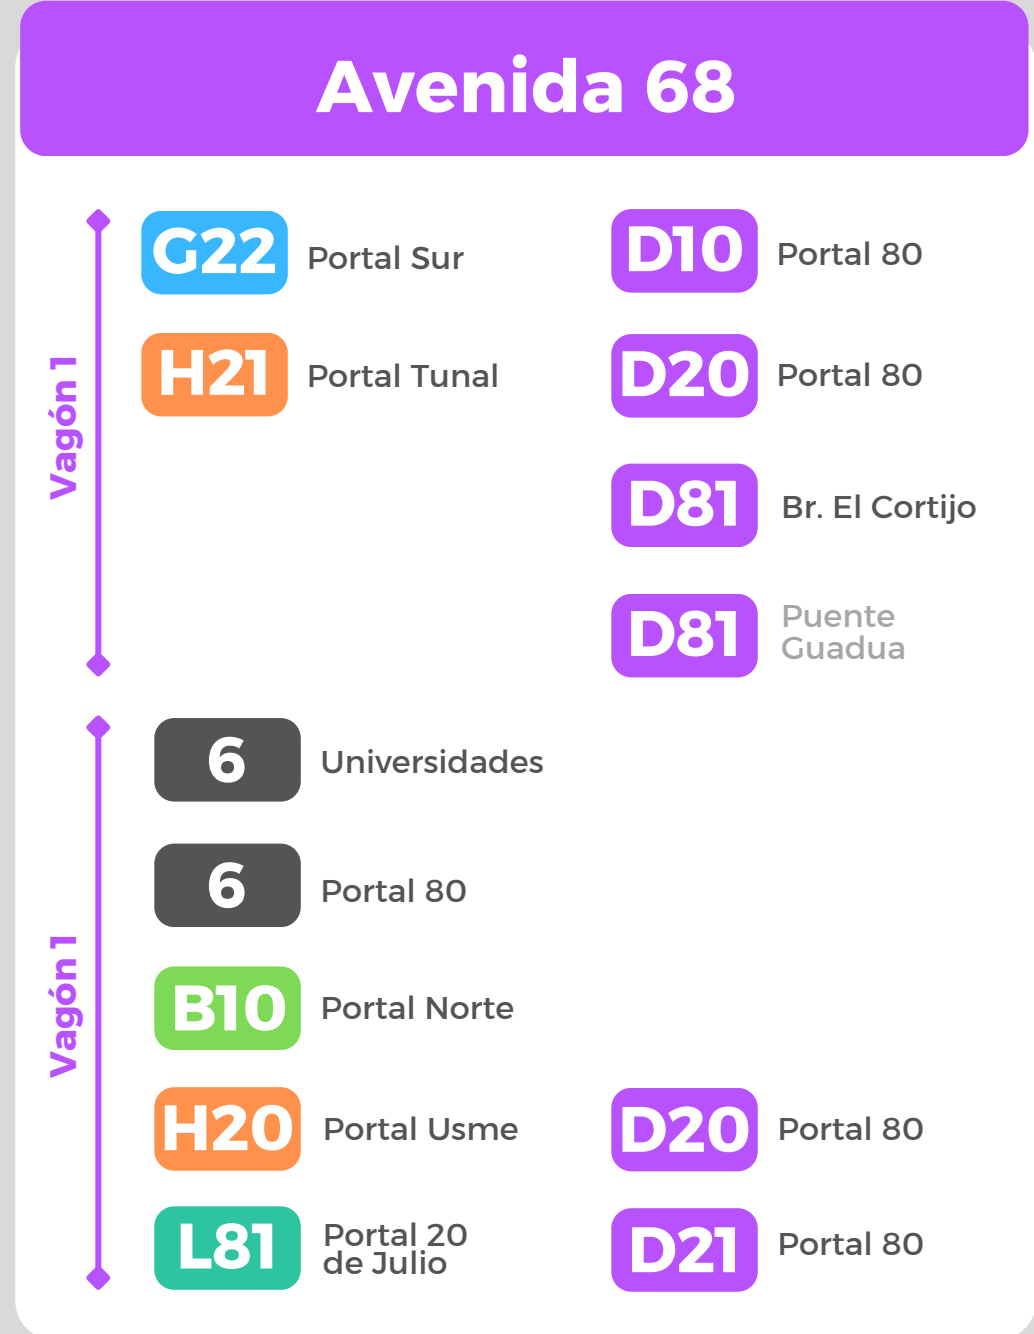 Avenida 68
Vagón 1
G22 Portal Sur
D10 Portal 80
H21 Portal Tunal
D20 Portal 80
D81 Br. El Cortijo
D81 Puente
Guadua
Vagón 1
6 Universidades
6 Portal 80
B10 Portal Norte
H20 Portal Usme
D20 Portal 80
L81 Portal 20
de Julio
D21 Portal 80